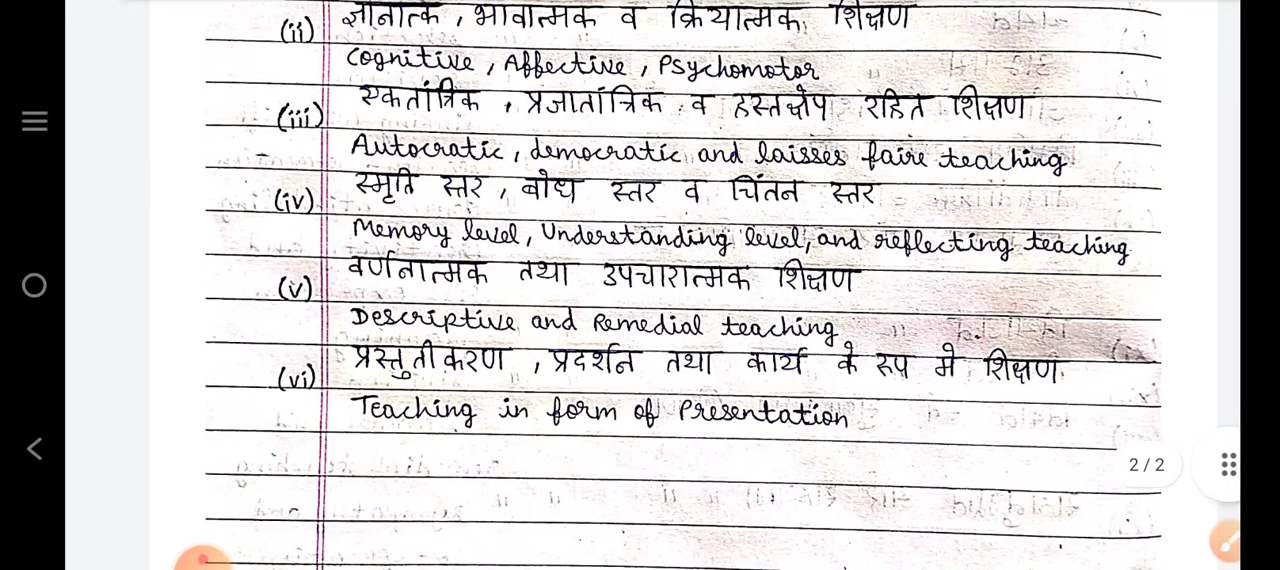 (ii) ज्ञानात्क , भावात्मक व क्रियात्मक शिक्षण
Cognitive , Affective , Psychomotor
(iii) एकतांत्रिक , प्रजातांत्रिक व हस्तक्षेप रहित शिक्षण
Autocratic , democratic and laisses faire teaching
(iv) स्मृति स्तर , बोध स्तर व चिंतन स्तर
Memory level, Understanding level, and reflecting teaching
(v) वर्णनात्मक तथा उपचारात्मक शिक्षण
Descriptive and Remedial teaching
(vi) प्रस्तुतीकरण , प्रदर्शन तथा कार्य के रूप मे शिक्षण
Teaching in form of Presentation
2/2